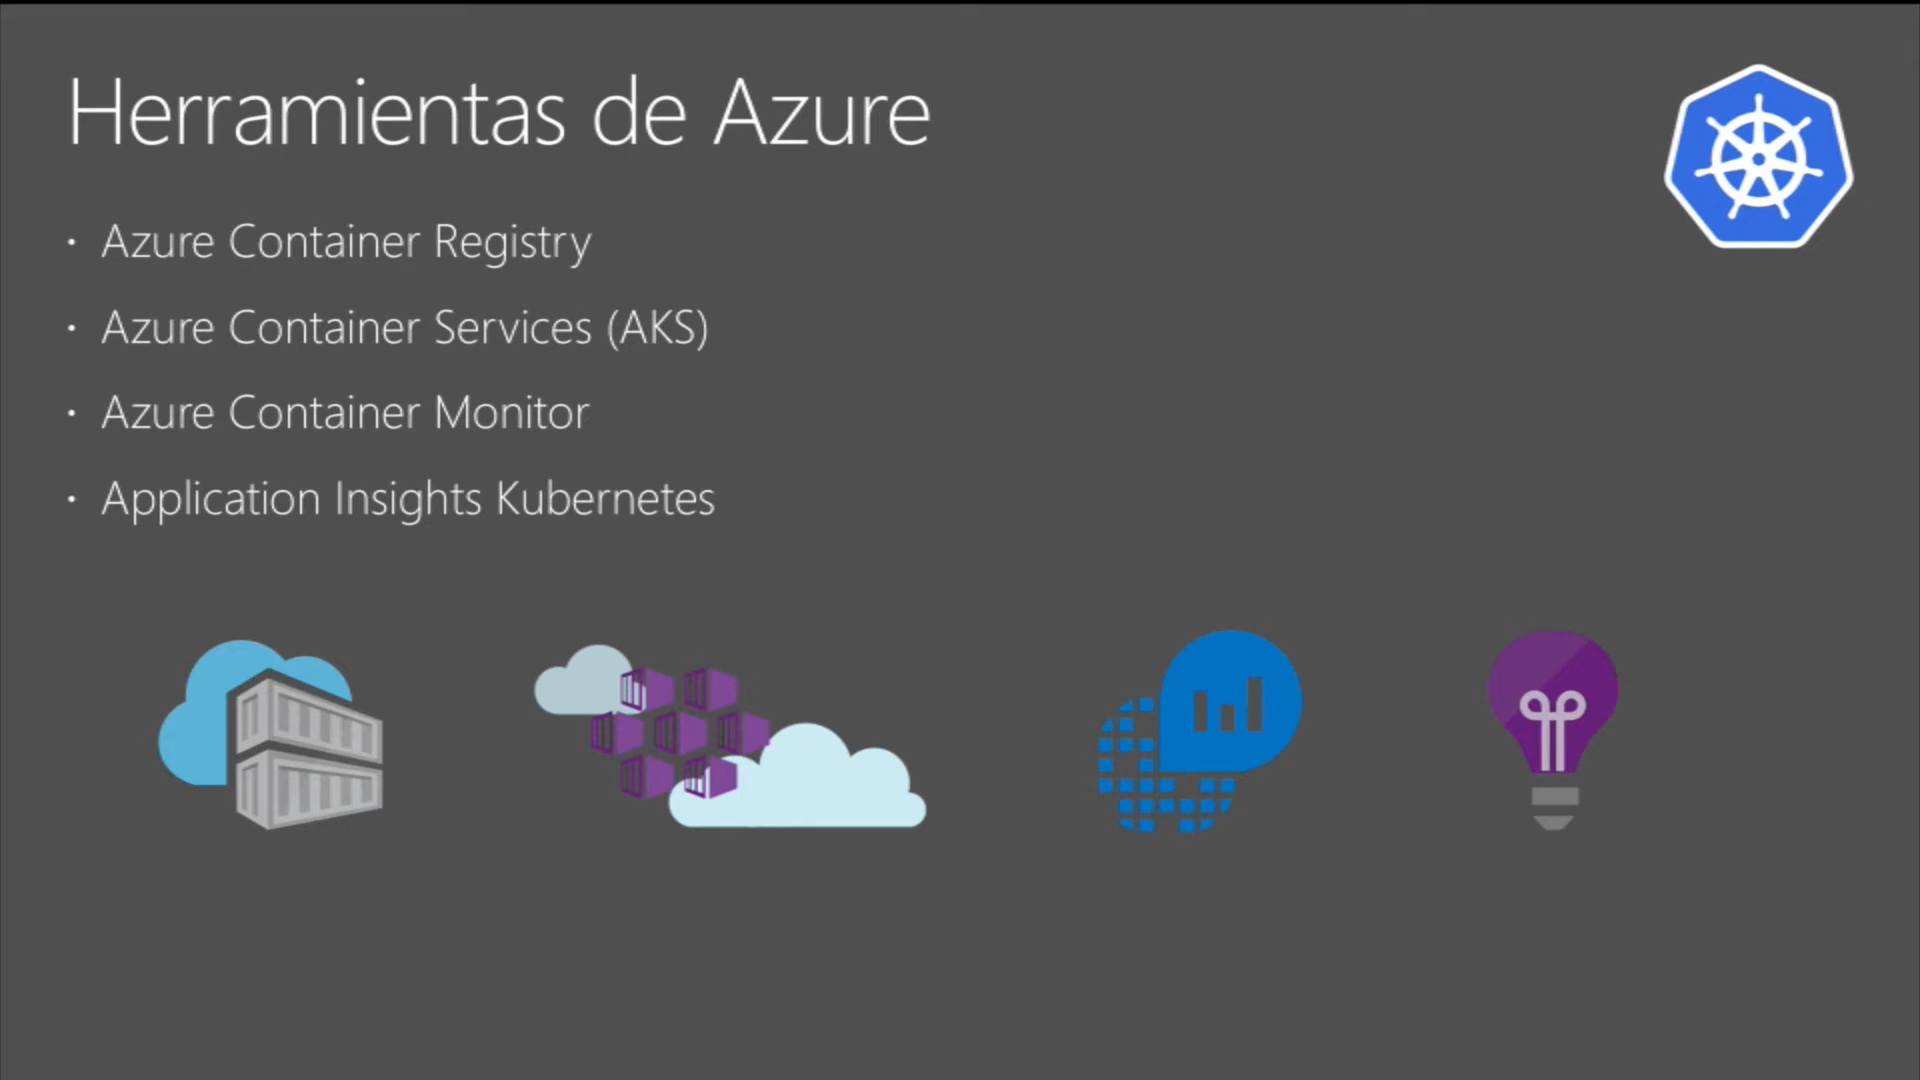 Herramientas de Azure
· Azure Container Registry
· Azure Container Services (AKS)
· Azure Container Monitor
· Application Insights Kubernetes